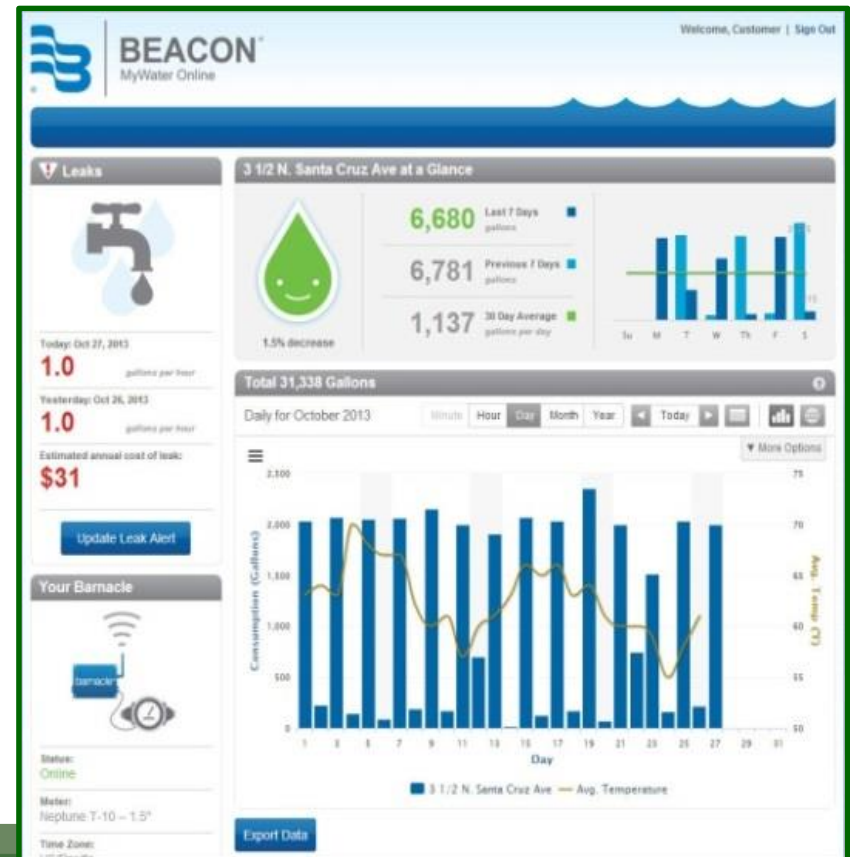 Welcome, Customer | Sign Out
BEACON
MyWater Online
Leaks
Today: Oct 27, 2013
1.0 gallons per hour
Yesterday: Oct 26, 2013
1.0 gallons per hour
Estimated annual cost of leak:
$31
Update Leak Alert
Your Barnacle
barnacle
Status:
Online
Meter:
Neptune T-10 – 1.5"
Time Zone:
3 1/2 N. Santa Cruz Ave at a Glance
1.5% decrease
6,680 Last 7 Days
gallons
6,781 Previous 7 Days
gallons
1,137 30 Day Average
gallons per day
Su M T W Th F S
Total 31,338 Gallons
Daily for October 2013 Minute Hour Day Month Year Today
▼ More Options
Consumption (Gallons)
2,500
2,000
1,500
1,000
500
0
75
70
65
60
55
50
Avg. Temp (°F)
1 3 5 7 9 11 13 15 17 19 21 23 25 27 29 31
Day
3 1/2 N. Santa Cruz Ave Avg. Temperature
Export Data